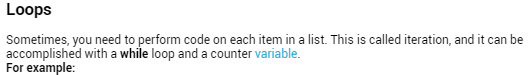 Loops
Sometimes, you need to perform code on each item in a list. This is called iteration, and it can be
accomplished with a while loop and a counter variable.
For example: